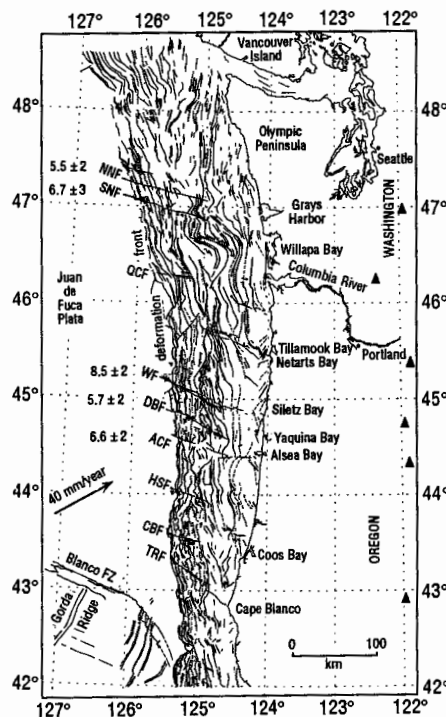 126° 125° 124° 123° 122°
Vancouver
Island
48° 48°
Olympic
Peninsula
Seattle
5.5 ±2 NNF
6.7 ±3 SNF
47° 47°
Grays
Harbor
WASHINGTON
Willapa Bay
front
QCF
Columbia River
Juan
de
Fuca
Plata
46° 46°
deformation
Tillamook Bay
Netarts Bay
Portland
8.5 ±2 WF
45° 45°
5.7 ±2 DBF
Siletz Bay
6.6 ±2 ACF
Yaquina Bay
Alsea Bay
44° 44°
HSF
40 mm/year
CBF
TRF
Coos Bay
OREGON
Blanco FZ
43° 43°
Gorda
Ridge
Cape Blanco
0 100
km
42° 42°
127° 126° 125° 124° 123° 122°